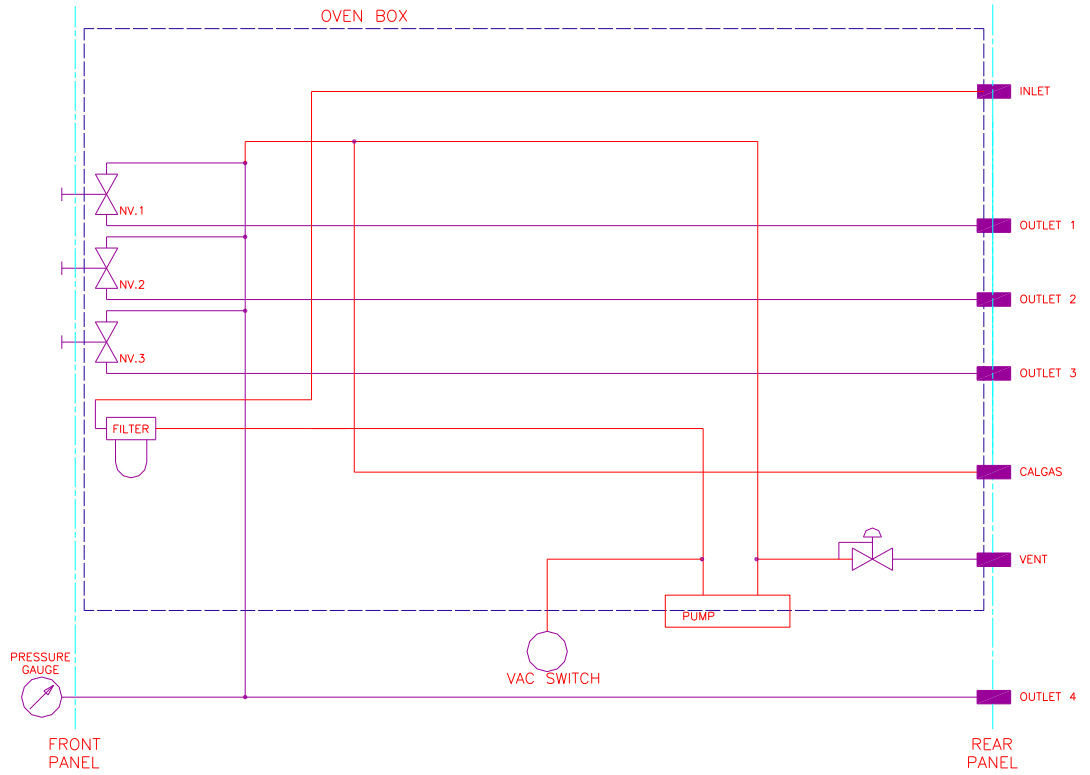 OVEN BOX
INLET
NV.1
OUTLET 1
NV.2
OUTLET 2
NV.3
OUTLET 3
FILTER
CALGAS
VENT
PUMP
PRESSURE
GAUGE
VAC SWITCH
OUTLET 4
FRONT
PANEL
REAR
PANEL